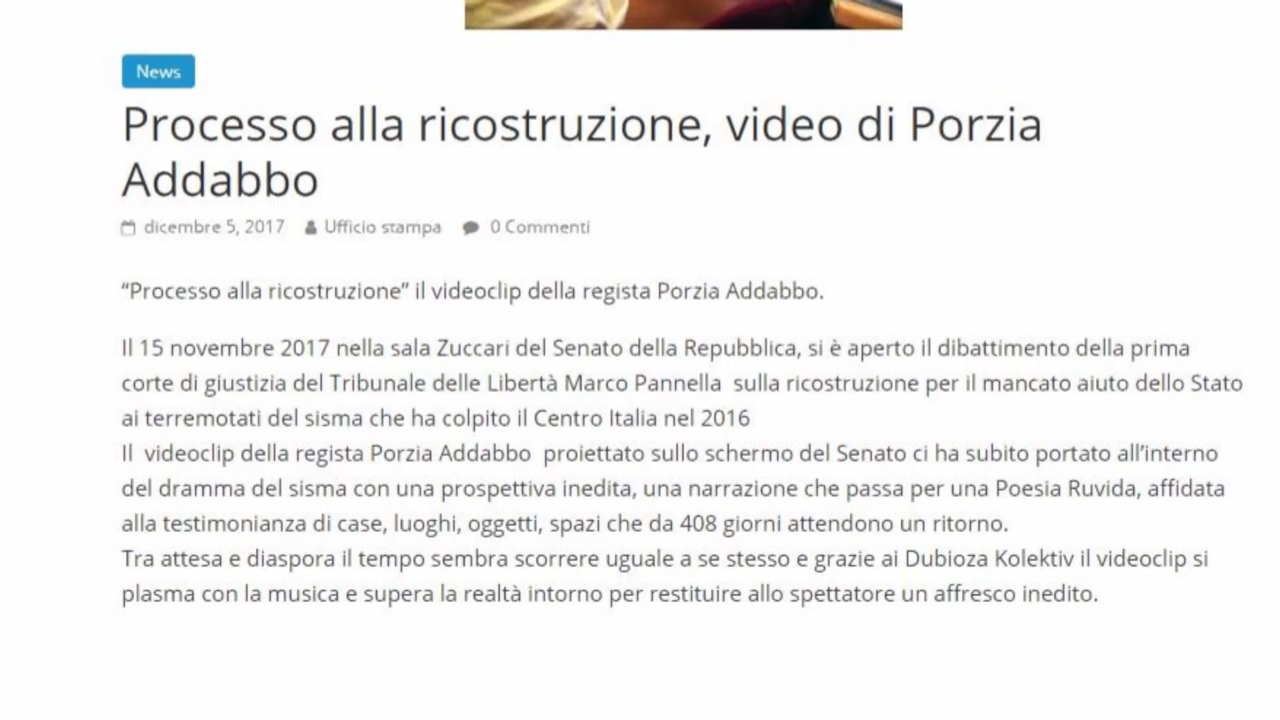 News
Processo alla ricostruzione, video di Porzia
Addabbo
dicembre 5, 2017 Ufficio stampa 0 Commenti
“Processo alla ricostruzione” il videoclip della regista Porzia Addabbo.
Il 15 novembre 2017 nella sala Zuccari del Senato della Repubblica, si è aperto il dibattimento della prima
corte di giustizia del Tribunale delle Libertà Marco Pannella sulla ricostruzione per il mancato aiuto dello Stato
ai terremotati del sisma che ha colpito il Centro Italia nel 2016
Il videoclip della regista Porzia Addabbo proiettato sullo schermo del Senato ci ha subito portato all’interno
del dramma del sisma con una prospettiva inedita, una narrazione che passa per una Poesia Ruvida, affidata
alla testimonianza di case, luoghi, oggetti, spazi che da 408 giorni attendono un ritorno.
Tra attesa e diaspora il tempo sembra scorrere uguale a se stesso e grazie ai Dubioza Kolektiv il videoclip si
plasma con la musica e supera la realtà intorno per restituire allo spettatore un affresco inedito.